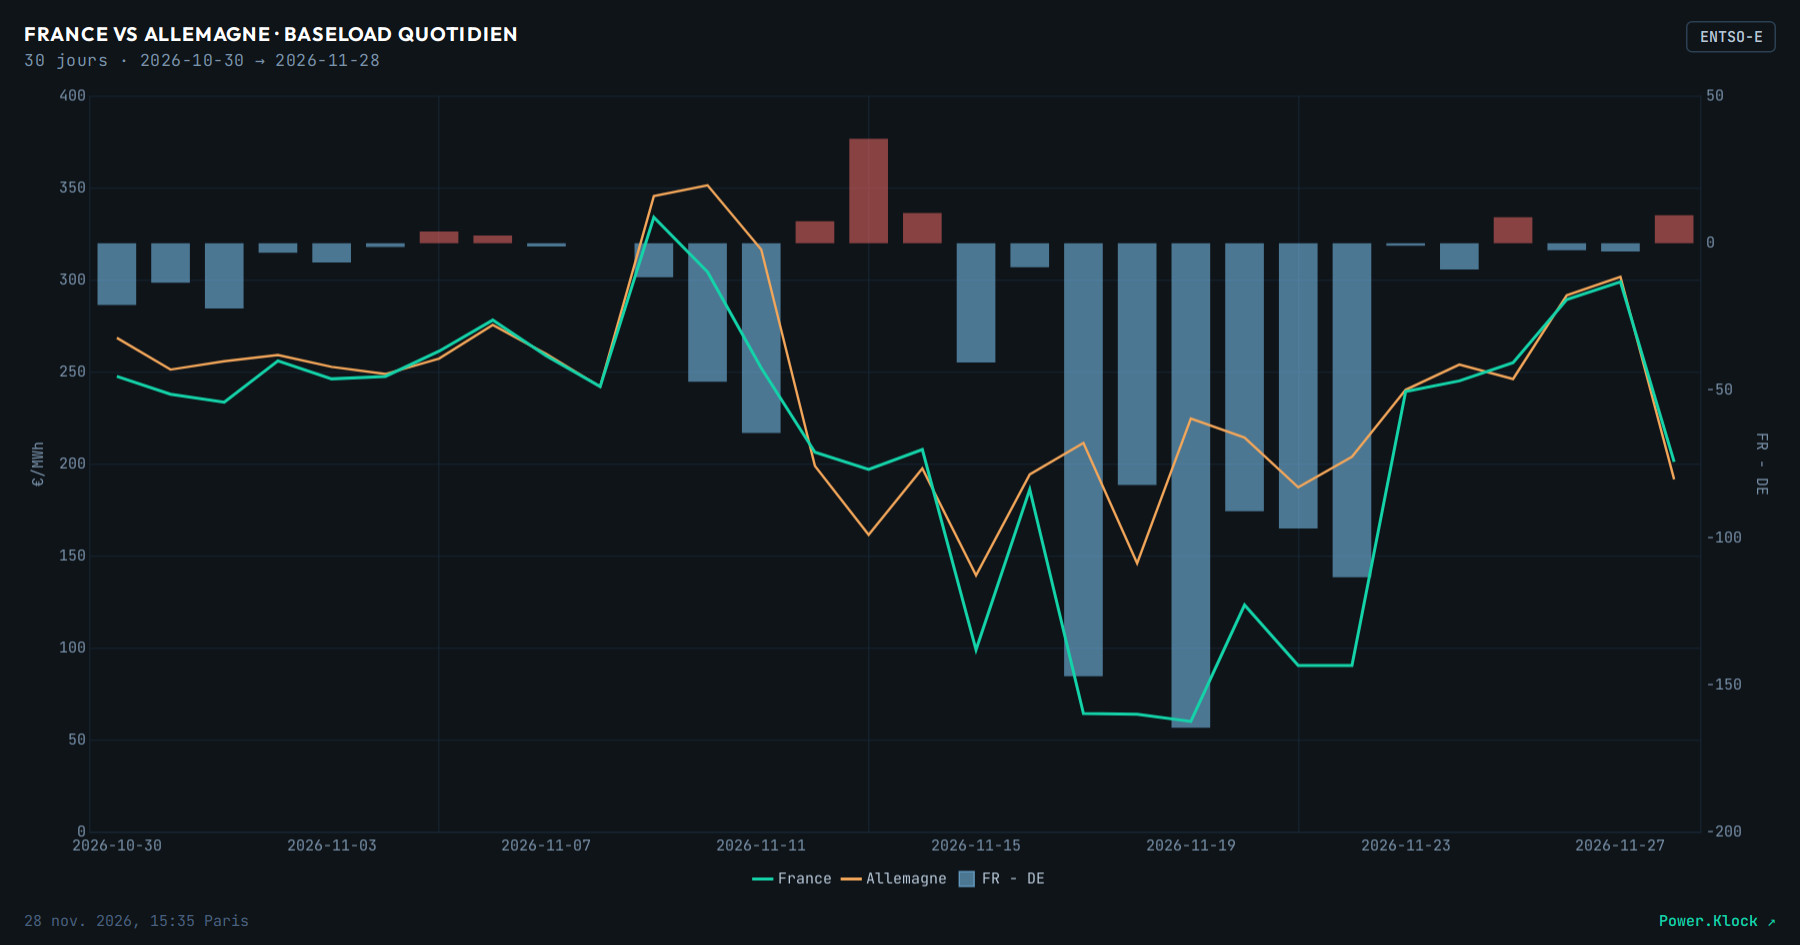 FRANCE VS ALLEMAGNE · BASELOAD QUOTIDIEN
30 jours · 2026-10-30 → 2026-11-28
ENTSO-E
400
350
300
250
200
150
100
50
0
€/MWh
50
0
-50
-100
-150
-200
FR - DE
2026-10-30
2026-11-03
2026-11-07
2026-11-11
2026-11-15
2026-11-19
2026-11-23
2026-11-27
France
Allemagne
FR - DE
28 nov. 2026, 15:35 Paris
Power.Klock ↗